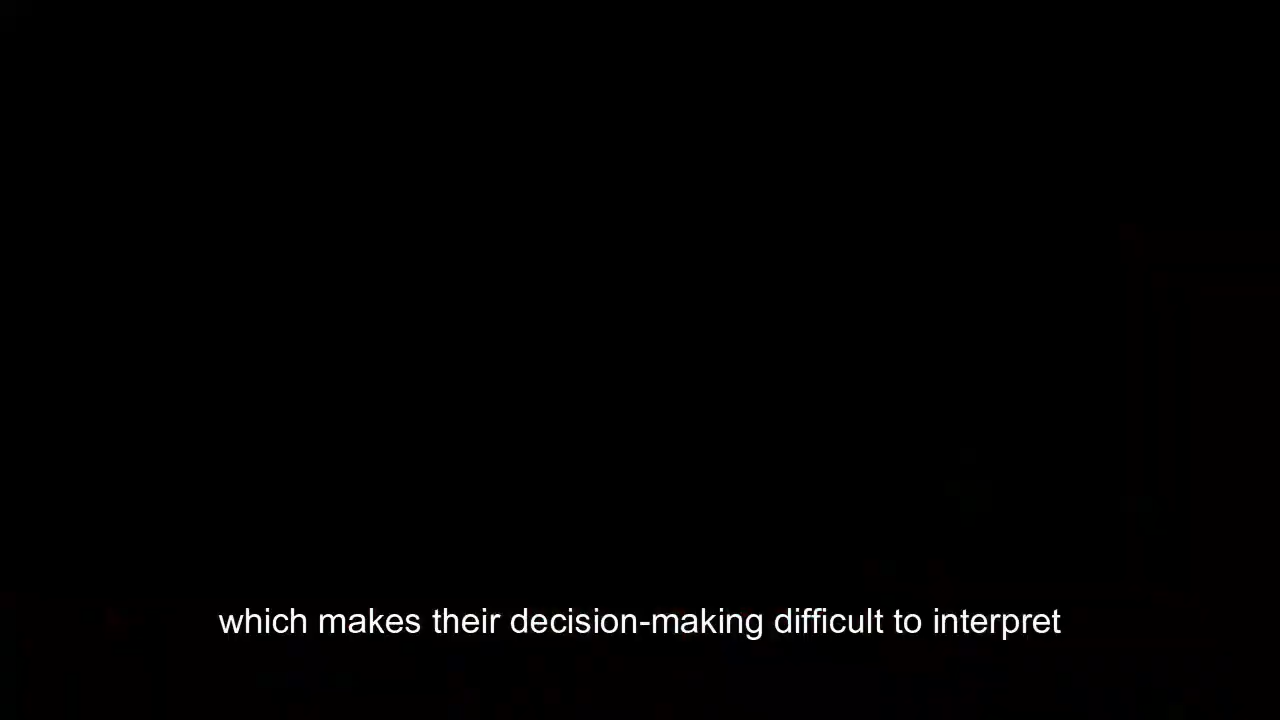 which makes their decision-making difficult to interpret